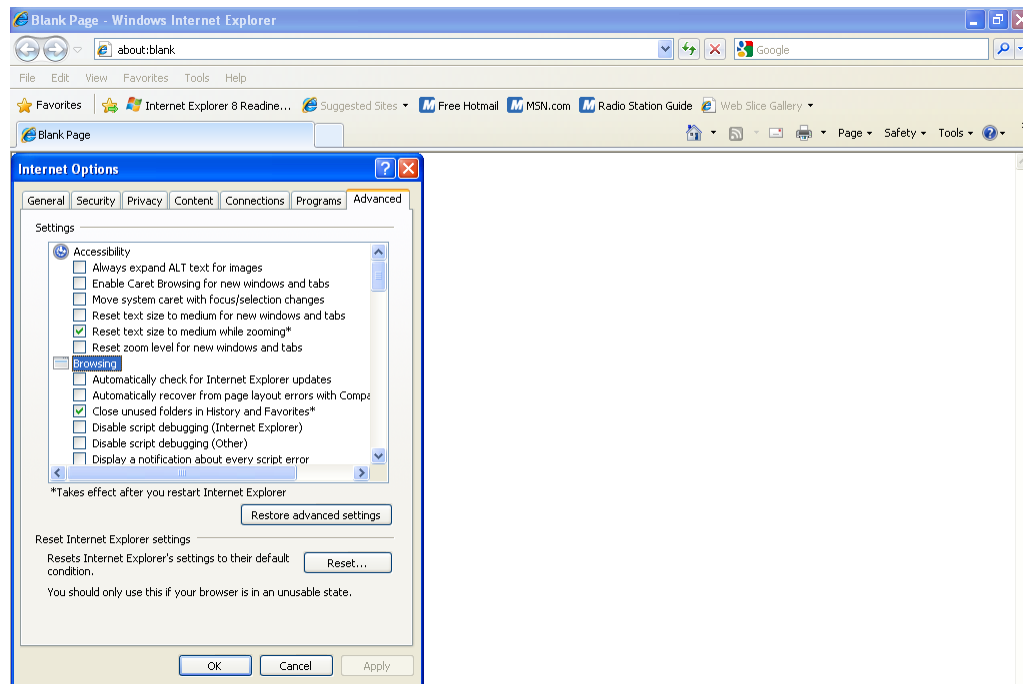 Blank Page - Windows Internet Explorer
about:blank
Google
File Edit View Favorites Tools Help
Favorites Internet Explorer 8 Readine... Suggested Sites Free Hotmail MSN.com Radio Station Guide Web Slice Gallery
Blank Page Page Safety Tools
Internet Options
General Security Privacy Content Connections Programs Advanced
Settings
Accessibility
Always expand ALT text for images
Enable Caret Browsing for new windows and tabs
Move system caret with focus/selection changes
Reset text size to medium for new windows and tabs
Reset text size to medium while zooming*
Reset zoom level for new windows and tabs
Browsing
Automatically check for Internet Explorer updates
Automatically recover from page layout errors with Compa
Close unused folders in History and Favorites*
Disable script debugging (Internet Explorer)
Disable script debugging (Other)
Display a notification about every script error
*Takes effect after you restart Internet Explorer
Restore advanced settings
Reset Internet Explorer settings
Resets Internet Explorer's settings to their default
condition.
Reset...
You should only use this if your browser is in an unusable state.
OK Cancel Apply